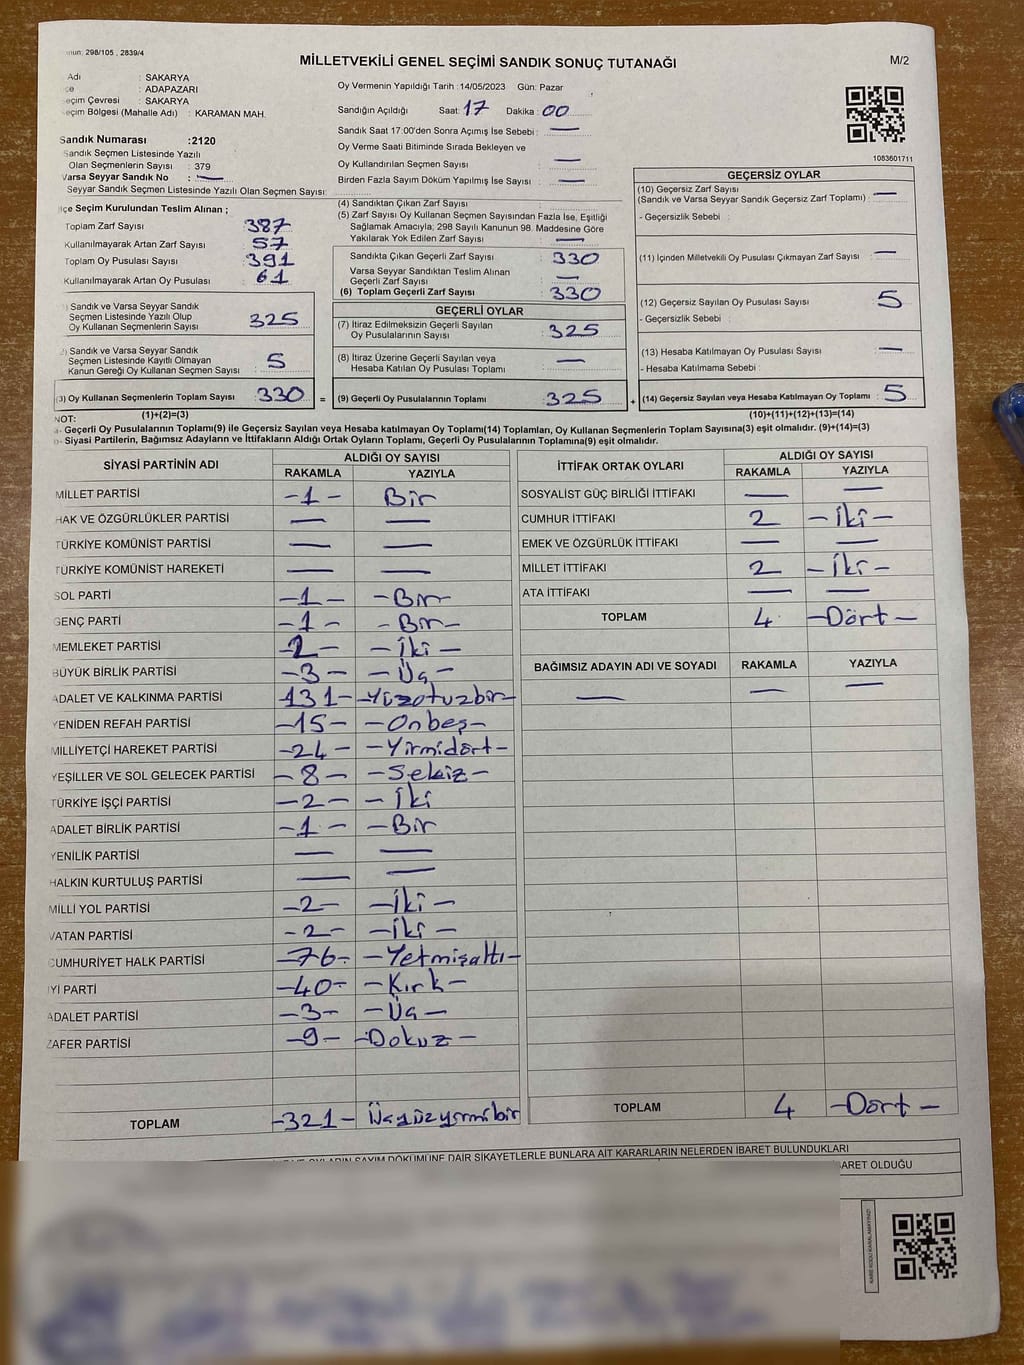 298/105 , 2839/4
MİLLETVEKİLİ GENEL SEÇİMİ SANDIK SONUÇ TUTANAĞI
M/2
Adı : SAKARYA
: ADAPAZARI
eçim Çevresi : SAKARYA
eçim Bölgesi (Mahalle Adı) : KARAMAN MAH.
Sandık Numarası :2120
Sandık Seçmen Listesinde Yazılı
Olan Seçmenlerin Sayısı : 379
Varsa Seyyar Sandık No : —
Seyyar Sandık Seçmen Listesinde Yazılı Olan Seçmen Sayısı:
Oy Vermenin Yapıldığı Tarih :14/05/2023 Gün: Pazar
Sandığın Açıldığı Saat: 17 Dakika : 00
Sandık Saat 17:00'den Sonra Açımış İse Sebebi : —
Oy Verme Saati Bitiminde Sırada Bekleyen ve
Oy Kullandırılan Seçmen Sayısı : —
Birden Fazla Sayım Döküm Yapılmış İse Sayısı : —
1083601711
lçe Seçim Kurulundan Teslim Alınan ;
Toplam Zarf Sayısı : 387
Kullanılmayarak Artan Zarf Sayısı : 57
Toplam Oy Pusulası Sayısı : 391
Kullanılmayarak Artan Oy Pusulası : 61
) Sandık ve Varsa Seyyar Sandık
Seçmen Listesinde Yazılı Olup
Oy Kullanan Seçmenlerin Sayısı : 325
) Sandık ve Varsa Seyyar Sandık
Seçmen Listesinde Kayıtlı Olmayan
Kanun Gereği Oy Kullanan Seçmen Sayısı : 5
(3) Oy Kullanan Seçmenlerin Toplam Sayısı : 330 =
(4) Sandıktan Çıkan Zarf Sayısı :
(5) Zarf Sayısı Oy Kullanan Seçmen Sayısından Fazla İse, Eşitliği
Sağlamak Amacıyla; 298 Sayılı Kanunun 98. Maddesine Göre
Yakılarak Yok Edilen Zarf Sayısı : —
Sandıkta Çıkan Geçerli Zarf Sayısı : 330
Varsa Seyyar Sandıktan Teslim Alınan
Geçerli Zarf Sayısı : —
(6) Toplam Geçerli Zarf Sayısı : 330
GEÇERLİ OYLAR
(7) İtiraz Edilmeksizin Geçerli Sayılan
Oy Pusulalarının Sayısı : 325
(8) İtiraz Üzerine Geçerli Sayılan veya
Hesaba Katılan Oy Pusulası Toplamı : —
(9) Geçerli Oy Pusulalarının Toplamı : 325 +
GEÇERSİZ OYLAR
(10) Geçersiz Zarf Sayısı
(Sandık ve Varsa Seyyar Sandık Geçersiz Zarf Toplamı) : —
- Geçersizlik Sebebi :
(11) İçinden Milletvekili Oy Pusulası Çıkmayan Zarf Sayısı : —
(12) Geçersiz Sayılan Oy Pusulası Sayısı : 5
- Geçersizlik Sebebi :
(13) Hesaba Katılmayan Oy Pusulası Sayısı : —
- Hesaba Katılmama Sebebi :
(14) Geçersiz Sayılan veya Hesaba Katılmayan Oy Toplamı : 5
NOT: (1)+(2)=(3) (10)+(11)+(12)+(13)=(14)
- Geçerli Oy Pusulalarının Toplamı(9) ile Geçersiz Sayılan veya Hesaba katılmayan Oy Toplamı(14) Toplamları, Oy Kullanan Seçmenlerin Toplam Sayısına(3) eşit olmalıdır. (9)+(14)=(3)
- Siyasi Partilerin, Bağımsız Adayların ve İttifakların Aldığı Ortak Oyların Toplamı, Geçerli Oy Pusulalarının Toplamına(9) eşit olmalıdır.
SİYASİ PARTİNİN ADI ALDIĞI OY SAYISI
RAKAMLA YAZIYLA
MİLLET PARTİSİ -1- Bir
HAK VE ÖZGÜRLÜKLER PARTİSİ — —
TÜRKİYE KOMÜNİST PARTİSİ — —
TÜRKİYE KOMÜNİST HAREKETİ — —
SOL PARTİ -1- -Bir
GENÇ PARTİ -1- -Bir-
MEMLEKET PARTİSİ -2- -İki-
BÜYÜK BİRLİK PARTİSİ -3- -Üç-
ADALET VE KALKINMA PARTİSİ 131- -Yüzotuzbir-
YENİDEN REFAH PARTİSİ -15- -Onbeş-
MİLLİYETÇİ HAREKET PARTİSİ -24- -Yirmidört-
YEŞİLLER VE SOL GELECEK PARTİSİ -8- -Sekiz-
TÜRKİYE İŞÇİ PARTİSİ -2- -İki
ADALET BİRLİK PARTİSİ -1- -Bir
YENİLİK PARTİSİ — —
HALKIN KURTULUŞ PARTİSİ — —
MİLLİ YOL PARTİSİ -2- -İki-
VATAN PARTİSİ -2- -İki-
CUMHURİYET HALK PARTİSİ -76- -Yetmişaltı-
İYİ PARTİ -40- -Kırk-
ADALET PARTİSİ -3- -Üç-
ZAFER PARTİSİ -9- -Dokuz-
TOPLAM -321- Üçyüzyirmibir
İTTİFAK ORTAK OYLARI ALDIĞI OY SAYISI
RAKAMLA YAZIYLA
SOSYALİST GÜÇ BİRLİĞİ İTTİFAKI — —
CUMHUR İTTİFAKI 2 -İki-
EMEK VE ÖZGÜRLÜK İTTİFAKI — —
MİLLET İTTİFAKI 2 -İki-
ATA İTTİFAKI — —
TOPLAM 4 -Dört-
BAĞIMSIZ ADAYIN ADI VE SOYADI RAKAMLA YAZIYLA
— — —
TOPLAM 4 -Dört-
OYLARIN SAYIM DÖKÜMÜNE DAİR ŞİKAYETLERLE BUNLARA AİT KARARLARIN NELERDEN İBARET BULUNDUKLARI
BARET OLDUĞU
KARE KODU KARALAMAYINIZ!